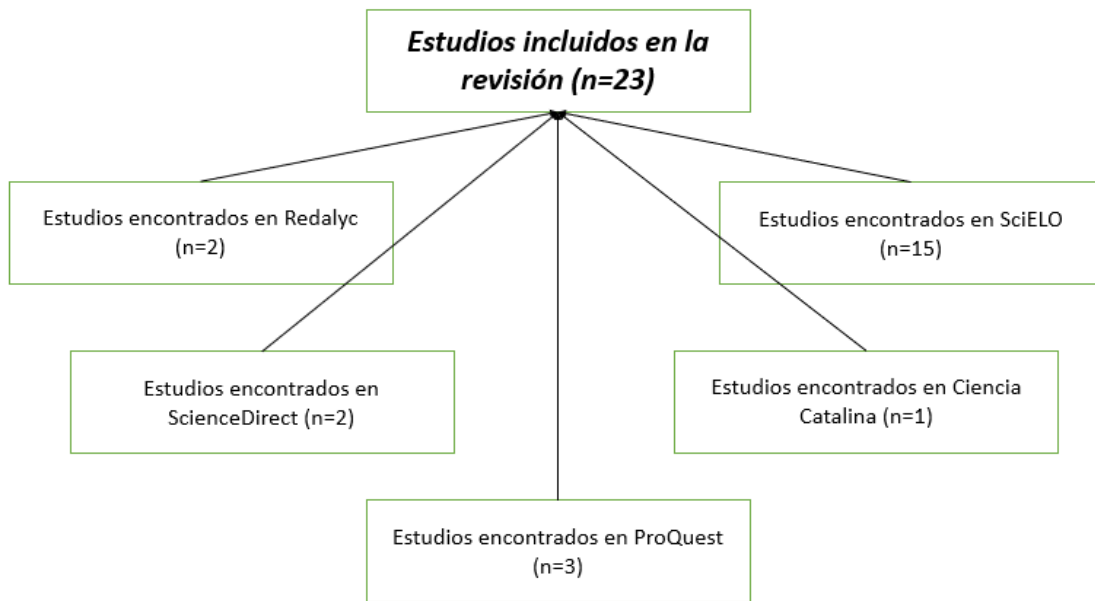 Estudios incluidos en la
revisión (n=23)
Estudios encontrados en Redalyc
(n=2)
Estudios encontrados en SciELO
(n=15)
Estudios encontrados en
ScienceDirect (n=2)
Estudios encontrados en Ciencia
Catalina (n=1)
Estudios encontrados en ProQuest
(n=3)